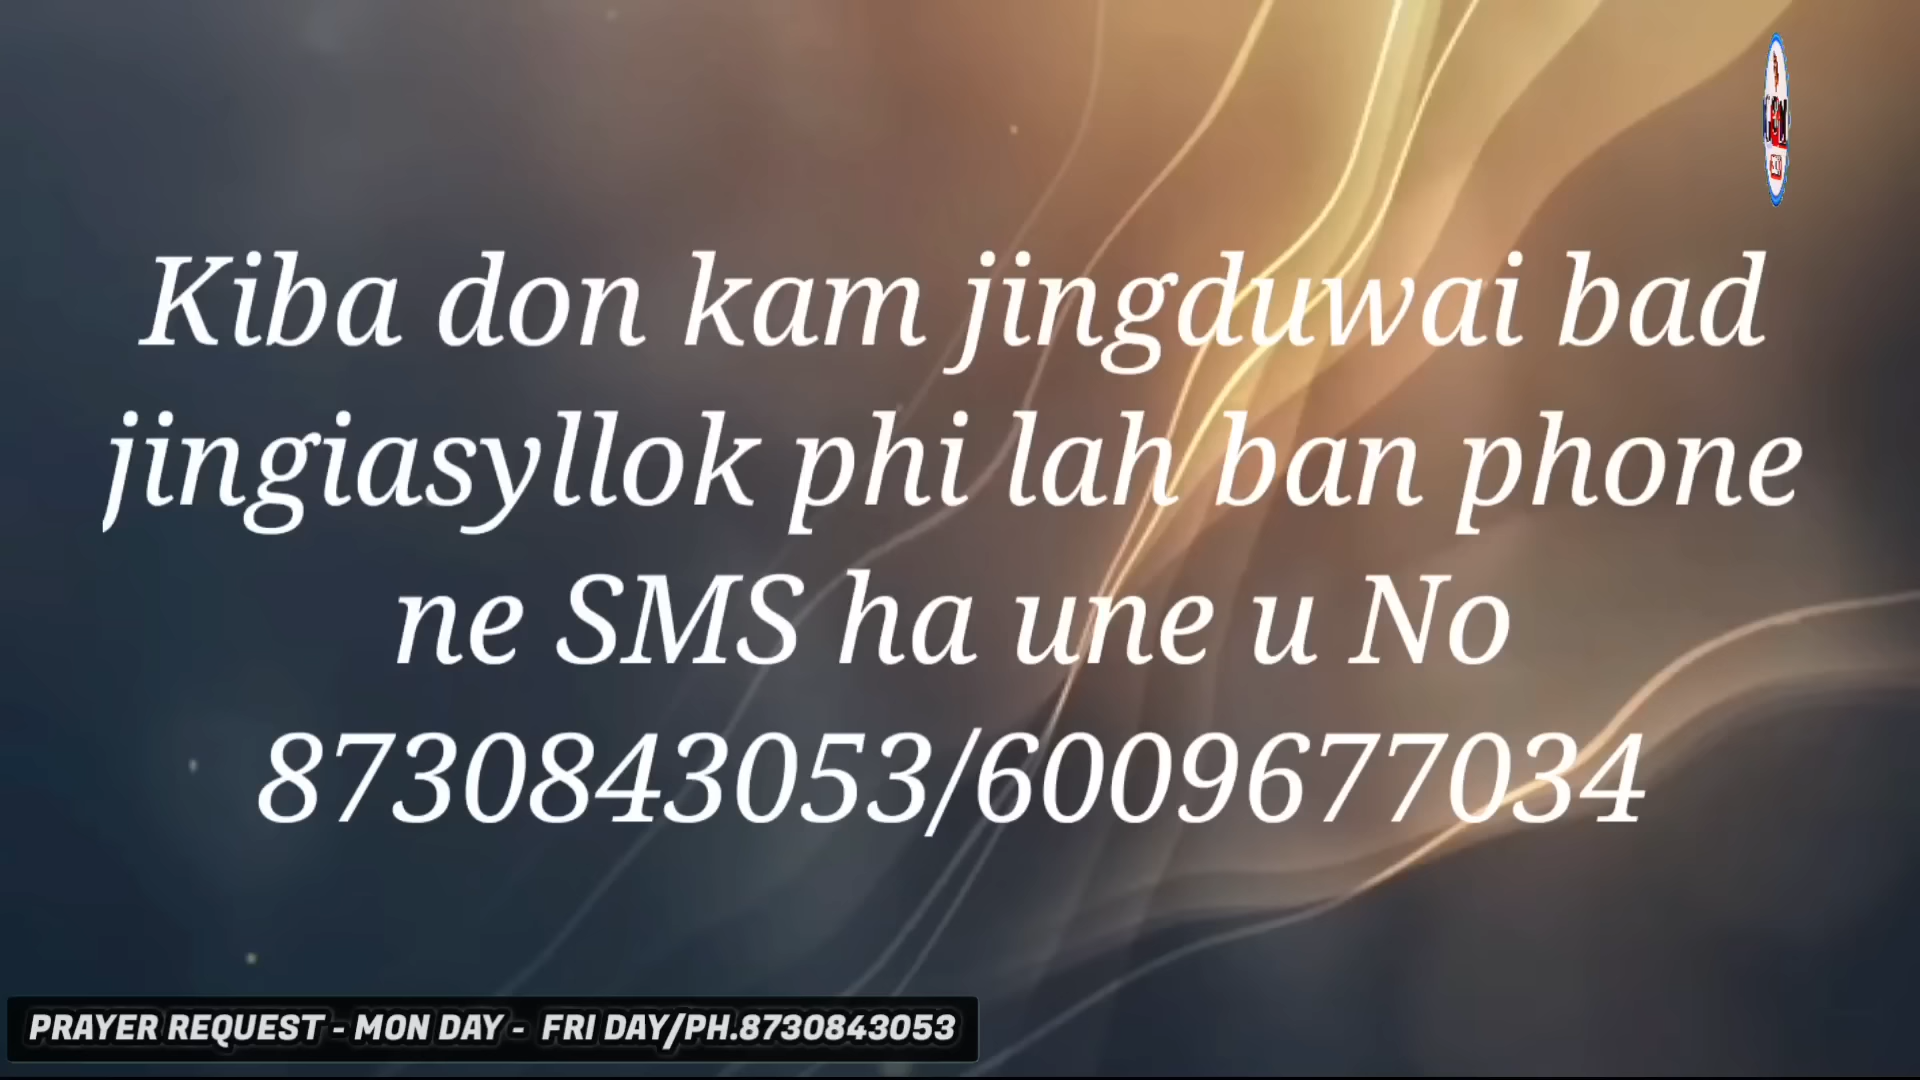 Kiba don kam jingduwai bad
jingiasyllok phi lah ban phone
ne SMS ha une u No
8730843053/6009677034
PRAYER REQUEST - MON DAY - FRI DAY/PH.8730843053